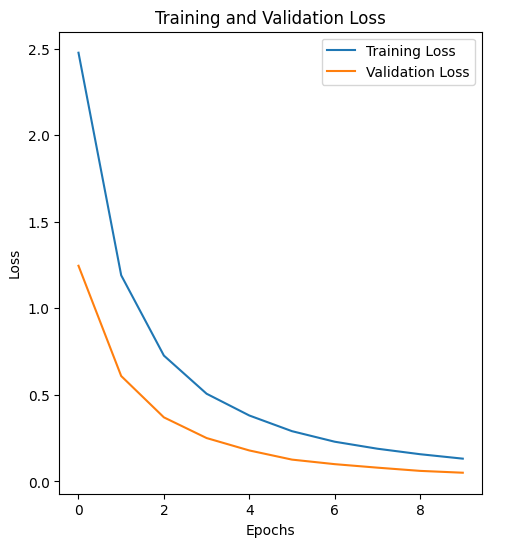 Training and Validation Loss
Training Loss
Validation Loss
2.5
2.0
1.5
1.0
0.5
0.0
Loss
0 2 4 6 8
Epochs